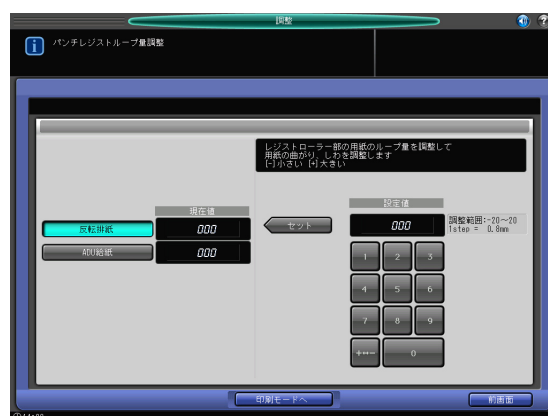 調整
?
i
パンチレジストループ量調整
レジストローラー部の用紙のループ量を調整して
用紙の曲がり、しわを調整します
[-]小さい [+]大きい
現在値
設定値
反転排紙
000
セット
000
調整範囲:-20～20
1step = 0.8mm
ADU給紙
000
1 2 3
4 5 6
7 8 9
+↔- 0
印刷モードへ
前画面